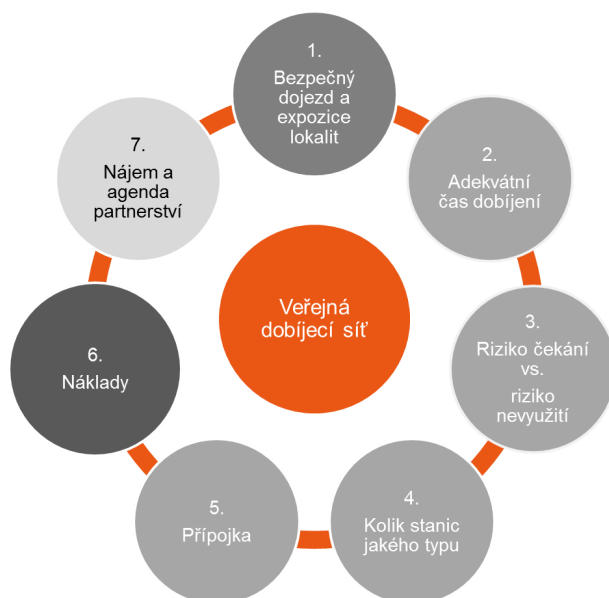 1.
Bezpečný
dojezd a
expozice
lokalit
2.
Adekvátní
čas dobíjení
3.
Riziko čekání
vs.
riziko
nevyužití
4.
Kolik stanic
jakého typu
5.
Přípojka
6.
Náklady
7.
Nájem a
agenda
partnerství
Veřejná
dobíjecí síť